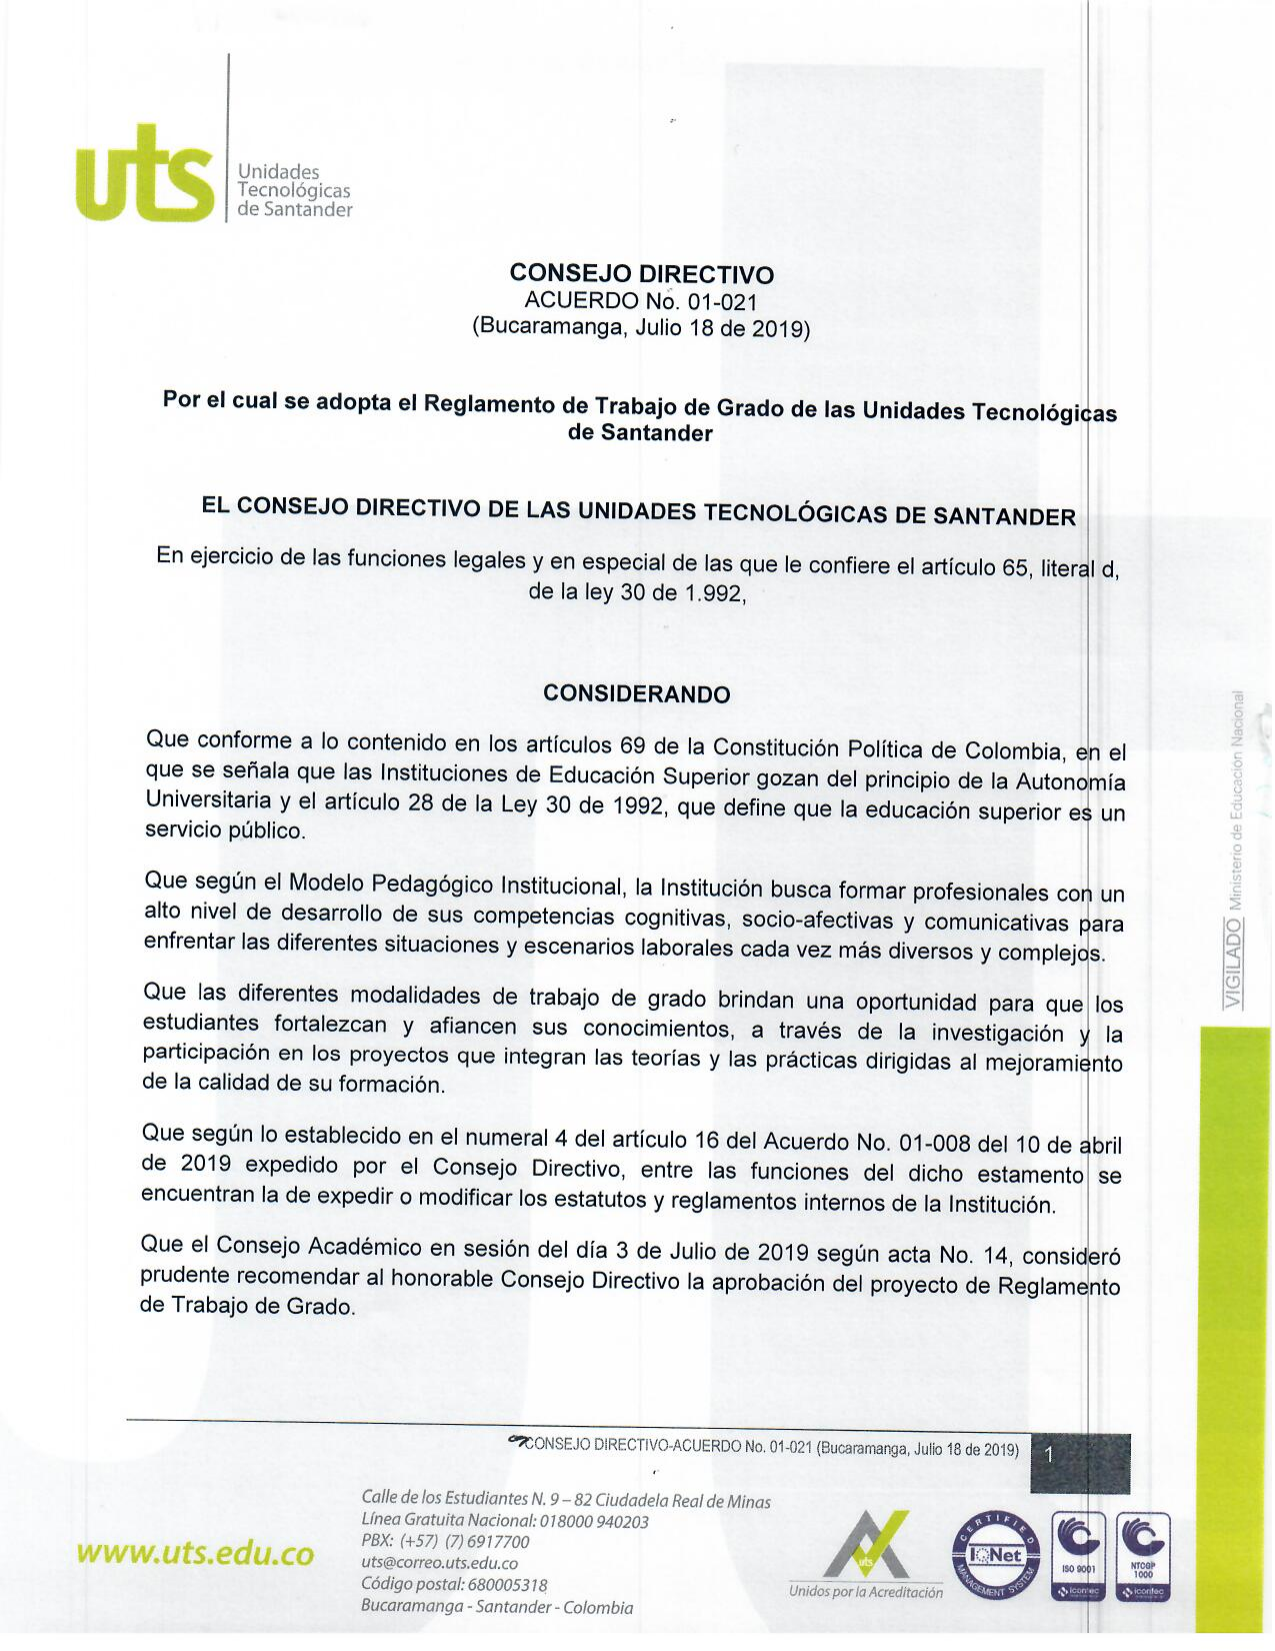 uts
Unidades
Tecnológicas
de Santander
CONSEJO DIRECTIVO
ACUERDO No. 01-021
(Bucaramanga, Julio 18 de 2019)
Por el cual se adopta el Reglamento de Trabajo de Grado de las Unidades Tecnológicas
de Santander
EL CONSEJO DIRECTIVO DE LAS UNIDADES TECNOLÓGICAS DE SANTANDER
En ejercicio de las funciones legales y en especial de las que le confiere el artículo 65, literal d,
de la ley 30 de 1.992,
CONSIDERANDO
Que conforme a lo contenido en los artículos 69 de la Constitución Política de Colombia, en el
que se señala que las Instituciones de Educación Superior gozan del principio de la Autonomía
Universitaria y el artículo 28 de la Ley 30 de 1992, que define que la educación superior es un
servicio público.
Que según el Modelo Pedagógico Institucional, la Institución busca formar profesionales con un
alto nivel de desarrollo de sus competencias cognitivas, socio-afectivas y comunicativas para
enfrentar las diferentes situaciones y escenarios laborales cada vez más diversos y complejos.
Que las diferentes modalidades de trabajo de grado brindan una oportunidad para que los
estudiantes fortalezcan y afiancen sus conocimientos, a través de la investigación y la
participación en los proyectos que integran las teorías y las prácticas dirigidas al mejoramiento
de la calidad de su formación.
Que según lo establecido en el numeral 4 del artículo 16 del Acuerdo No. 01-008 del 10 de abril
de 2019 expedido por el Consejo Directivo, entre las funciones del dicho estamento se
encuentran la de expedir o modificar los estatutos y reglamentos internos de la Institución.
Que el Consejo Académico en sesión del día 3 de Julio de 2019 según acta No. 14, consideró
prudente recomendar al honorable Consejo Directivo la aprobación del proyecto de Reglamento
de Trabajo de Grado.
VIGILADO Ministerio de Educación Nacional
CONSEJO DIRECTIVO-ACUERDO No. 01-021 (Bucaramanga, Julio 18 de 2019)
1
www.uts.edu.co
Calle de los Estudiantes N. 9 – 82 Ciudadela Real de Minas
Línea Gratuita Nacional: 018000 940203
PBX: (+57) (7) 6917700
uts@correo.uts.edu.co
Código postal: 680005318
Bucaramanga - Santander - Colombia
uts
Unidos por la Acreditación
CERTIFIED
IQNet
MANAGEMENT SYSTEM
ISO 9001
icontec
NTCGP
1000
icontec